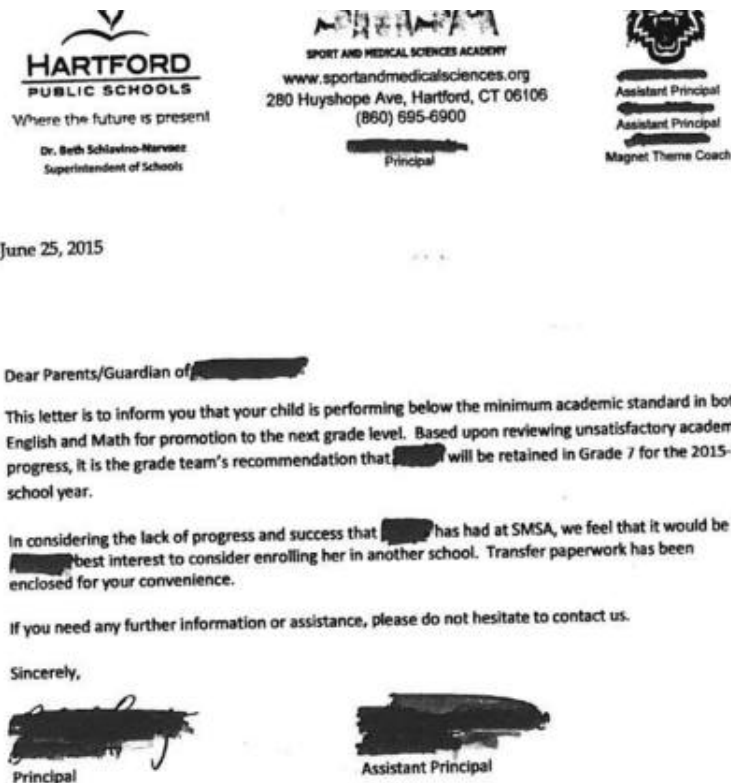 HARTFORD
PUBLIC SCHOOLS
Where the future is present
Dr. Beth Schiavino-Narvaez
Superintendent of Schools
SPORT AND MEDICAL SCIENCES ACADEMY
www.sportandmedicalsciences.org
280 Huyshope Ave, Hartford, CT 06106
(860) 695-6900
Principal
Assistant Principal
Assistant Principal
Magnet Theme Coach
June 25, 2015
Dear Parents/Guardian of
This letter is to inform you that your child is performing below the minimum academic standard in bot
English and Math for promotion to the next grade level. Based upon reviewing unsatisfactory academ
progress, it is the grade team's recommendation that will be retained in Grade 7 for the 2015-
school year.
In considering the lack of progress and success that has had at SMSA, we feel that it would be
best interest to consider enrolling her in another school. Transfer paperwork has been
enclosed for your convenience.
If you need any further information or assistance, please do not hesitate to contact us.
Sincerely,
Principal
Assistant Principal